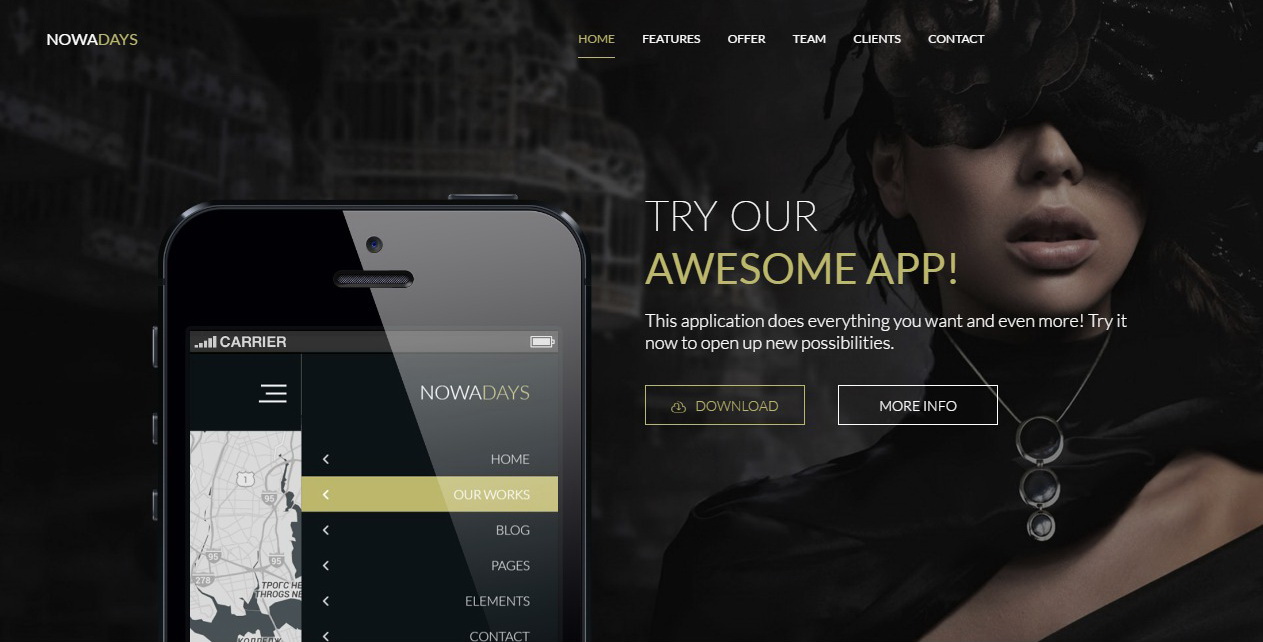 NOWADAYS
HOME FEATURES OFFER TEAM CLIENTS CONTACT
TRY OUR
AWESOME APP!
This application does everything you want and even more! Try it
now to open up new possibilities.
DOWNLOAD MORE INFO
CARRIER
NOWADAYS
HOME
OUR WORKS
BLOG
PAGES
ELEMENTS
CONTACT
1
95
95
95
278
ТРОГС НЕ
THROGS NE